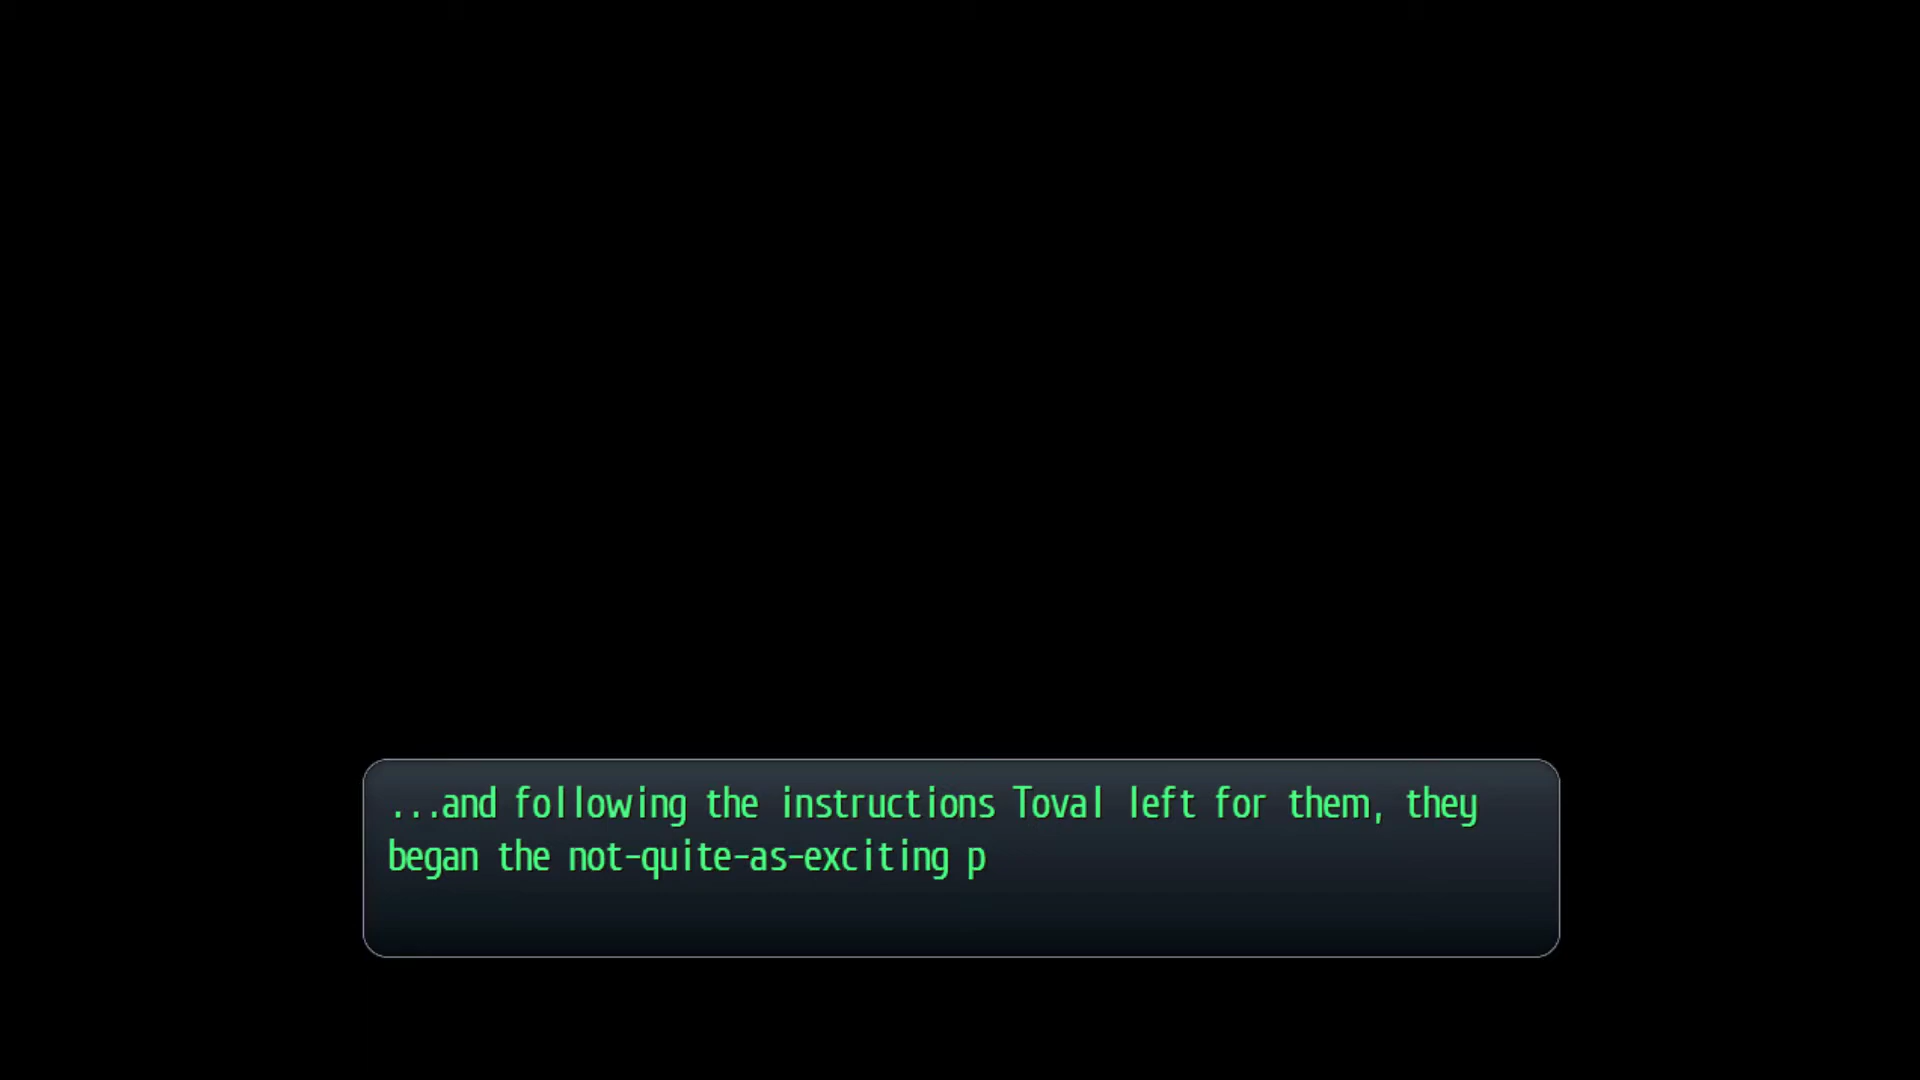 ...and following the instructions Toval left for them, they
began the not-quite-as-exciting p